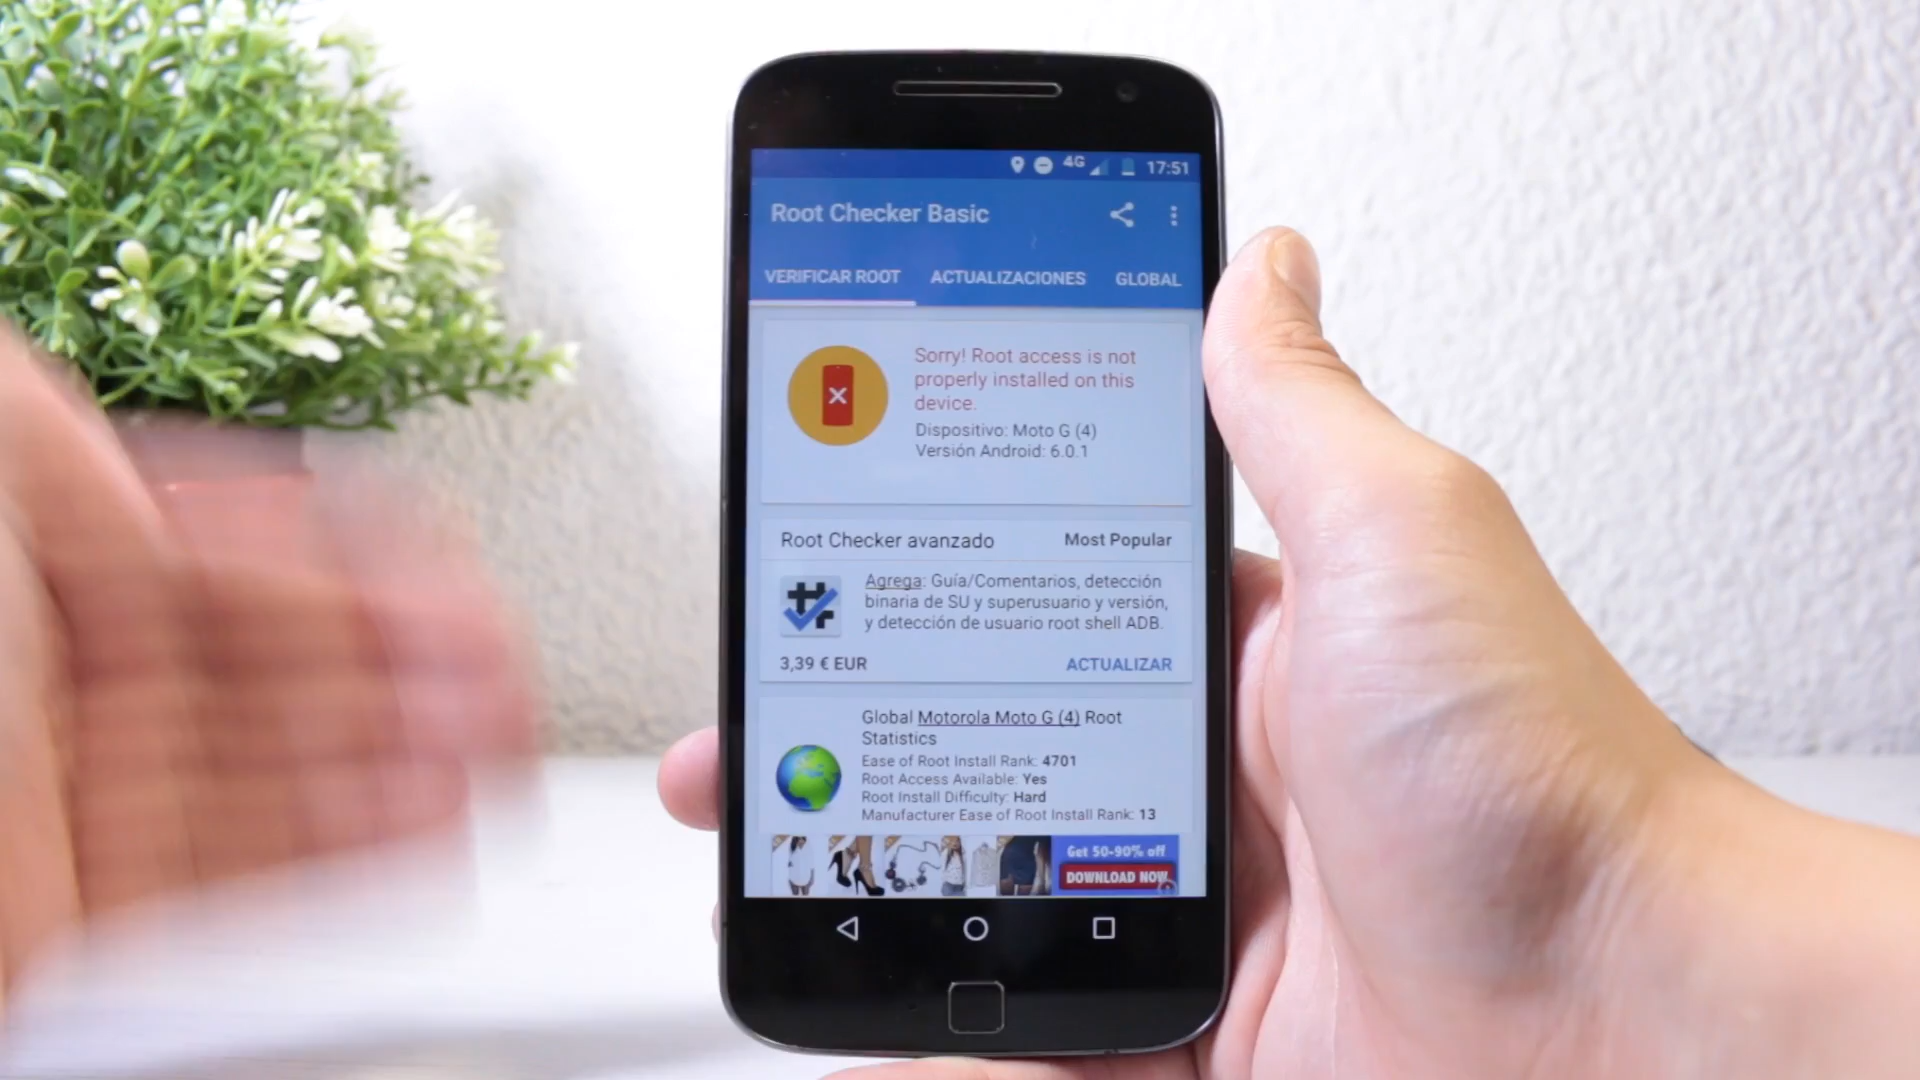 4G 17:51
Root Checker Basic
VERIFICAR ROOT ACTUALIZACIONES GLOBAL
Sorry! Root access is not
properly installed on this
device.
Dispositivo: Moto G (4)
Versión Android: 6.0.1
Root Checker avanzado Most Popular
Agrega: Guía/Comentarios, detección
binaria de SU y superusuario y versión,
y detección de usuario root shell ADB.
3,39 € EUR ACTUALIZAR
Global Motorola Moto G (4) Root
Statistics
Ease of Root Install Rank: 4701
Root Access Available: Yes
Root Install Difficulty: Hard
Manufacturer Ease of Root Install Rank: 13
Get 50-90% off
DOWNLOAD NOW